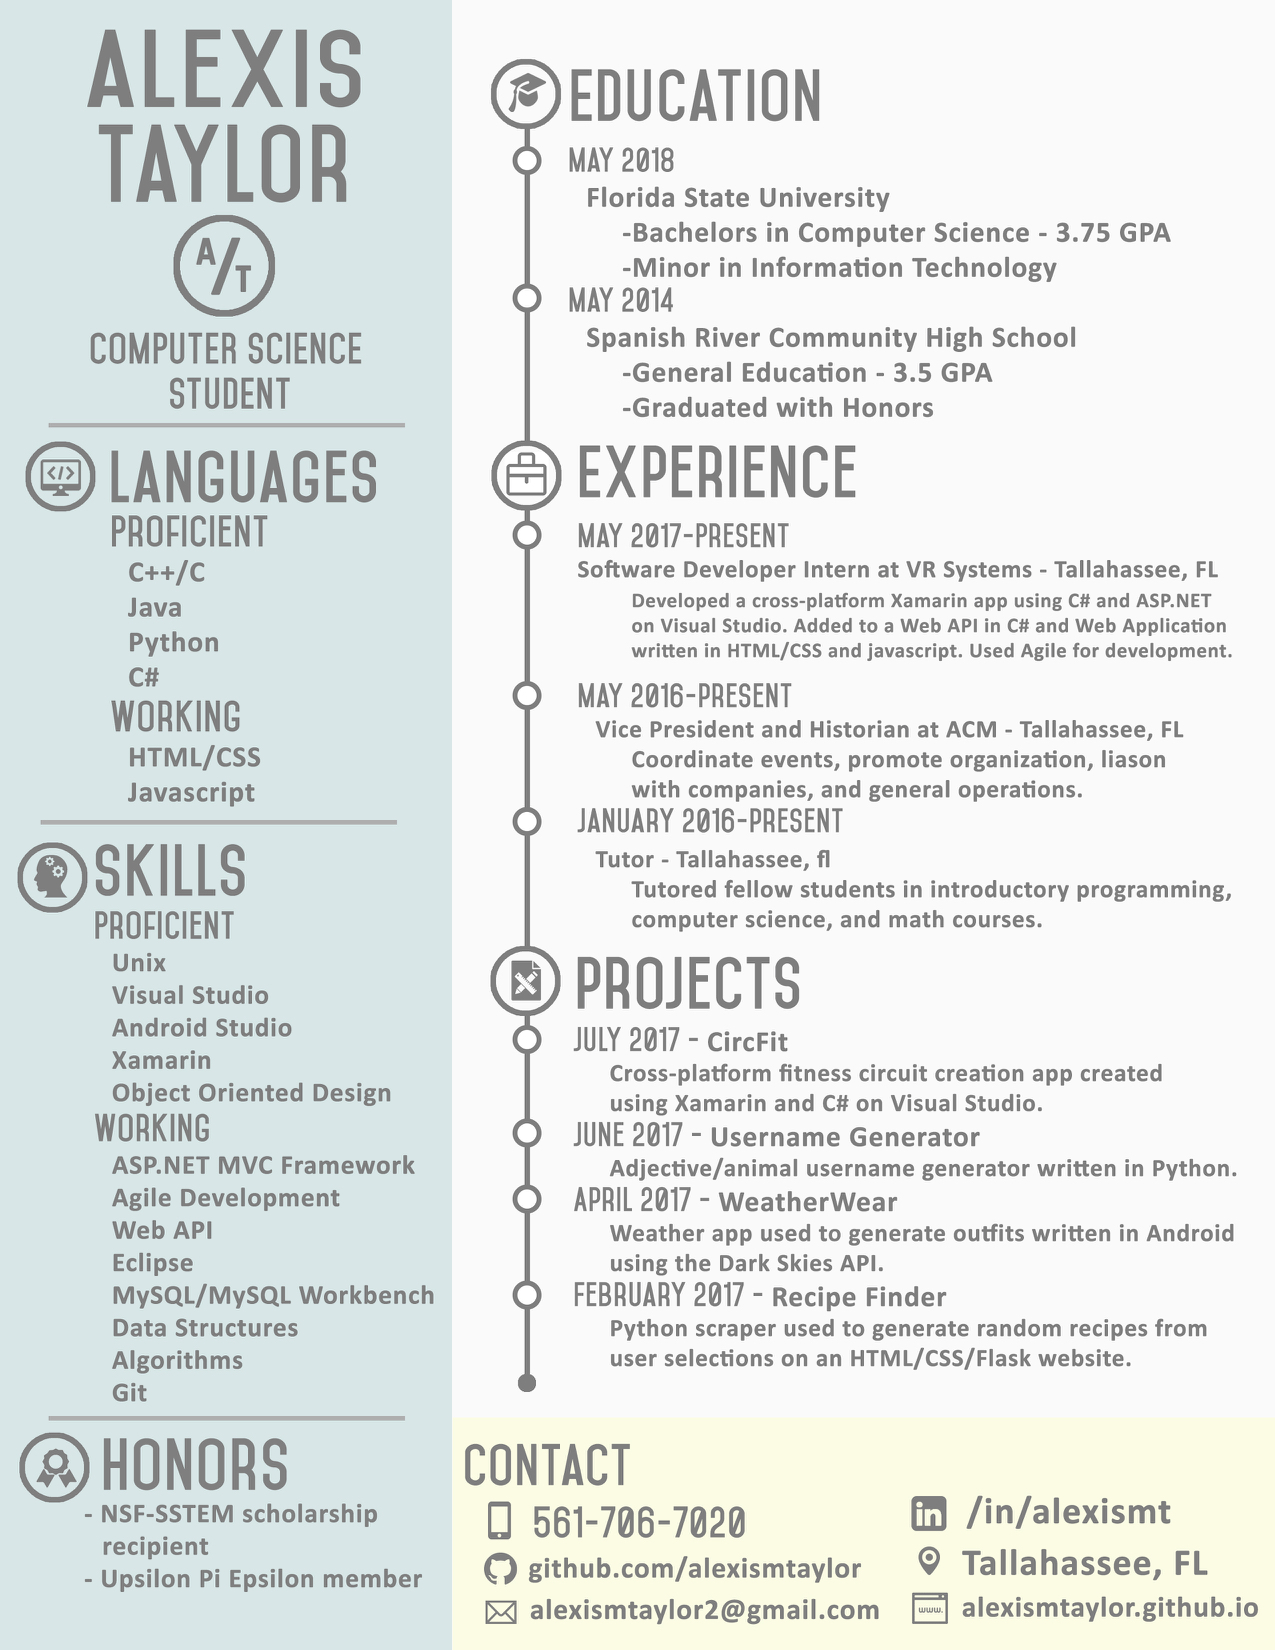 ALEXIS
TAYLOR
A/T
COMPUTER SCIENCE
STUDENT
LANGUAGES
PROFICIENT
C++/C
Java
Python
C#
WORKING
HTML/CSS
Javascript
SKILLS
PROFICIENT
Unix
Visual Studio
Android Studio
Xamarin
Object Oriented Design
WORKING
ASP.NET MVC Framework
Agile Development
Web API
Eclipse
MySQL/MySQL Workbench
Data Structures
Algorithms
Git
HONORS
- NSF-SSTEM scholarship
recipient
- Upsilon Pi Epsilon member
EDUCATION
MAY 2018
Florida State University
-Bachelors in Computer Science - 3.75 GPA
-Minor in Information Technology
MAY 2014
Spanish River Community High School
-General Education - 3.5 GPA
-Graduated with Honors
EXPERIENCE
MAY 2017-PRESENT
Software Developer Intern at VR Systems - Tallahassee, FL
Developed a cross-platform Xamarin app using C# and ASP.NET
on Visual Studio. Added to a Web API in C# and Web Application
written in HTML/CSS and javascript. Used Agile for development.
MAY 2016-PRESENT
Vice President and Historian at ACM - Tallahassee, FL
Coordinate events, promote organization, liason
with companies, and general operations.
JANUARY 2016-PRESENT
Tutor - Tallahassee, fl
Tutored fellow students in introductory programming,
computer science, and math courses.
PROJECTS
JULY 2017 - CircFit
Cross-platform fitness circuit creation app created
using Xamarin and C# on Visual Studio.
JUNE 2017 - Username Generator
Adjective/animal username generator written in Python.
APRIL 2017 - WeatherWear
Weather app used to generate outfits written in Android
using the Dark Skies API.
FEBRUARY 2017 - Recipe Finder
Python scraper used to generate random recipes from
user selections on an HTML/CSS/Flask website.
CONTACT
561-706-7020
github.com/alexismtaylor
alexismtaylor2@gmail.com
in /in/alexismt
Tallahassee, FL
www. alexismtaylor.github.io